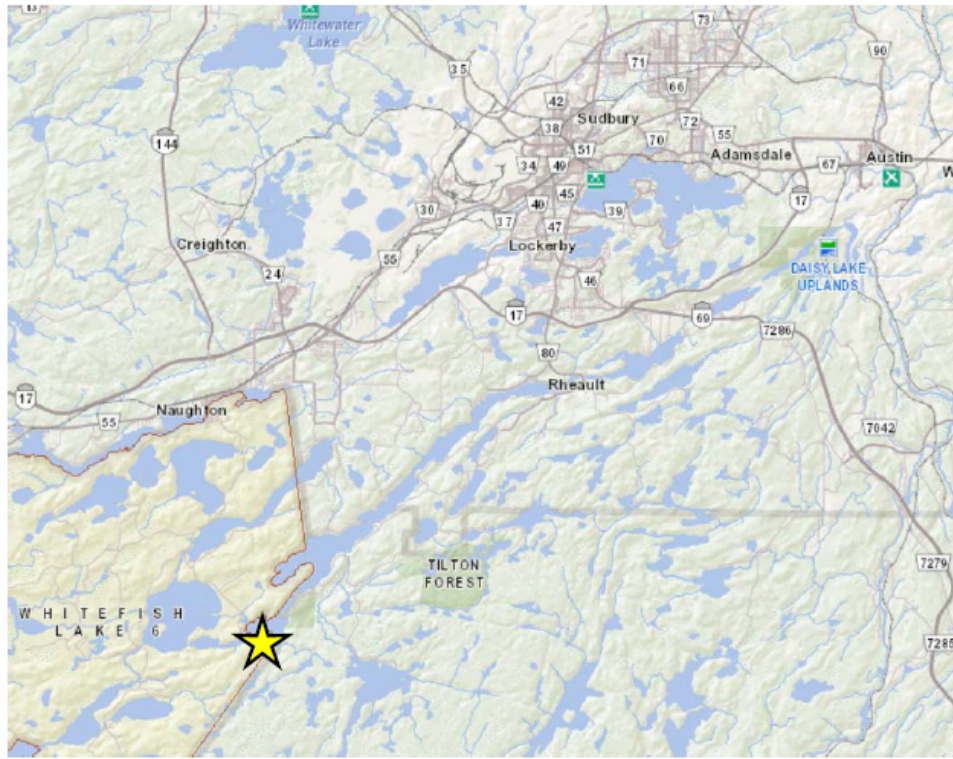 13
Whitewater
Lake
73
90
35
71
66
42
Sudbury
38
72
144
51
70
55
Adamsdale
34
49
67
Austin
W
45
17
30
40
39
37
47
Creighton
55
Lockerby
24
46
DAISY LAKE
UPLANDS
17
69
7286
80
17
Rheault
Naughton
55
7042
TILTON
FOREST
7279
WHITEFISH
LAKE 6
7285